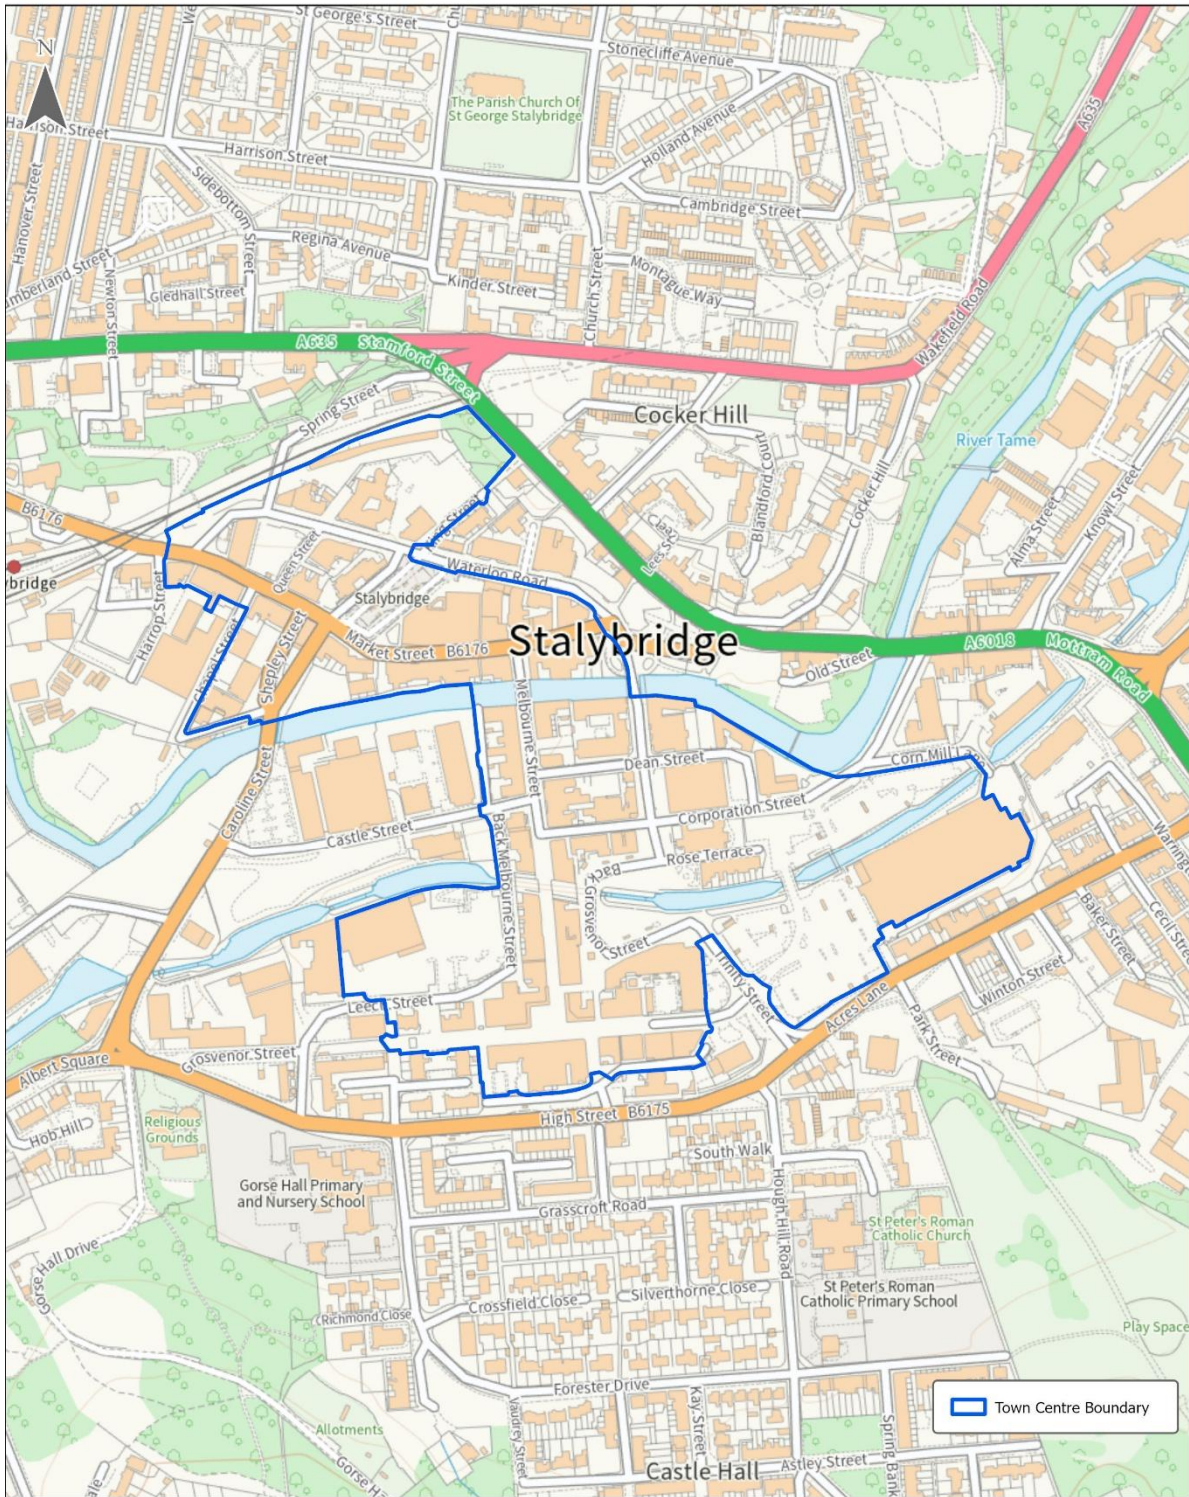 St George's Street
Stonecliffe Avenue
A635
N
The Parish Church Of
St George Stalybridge
Harrison Street
Harrison Street
Holland Avenue
Sidebottom Street
Hanover Street
Cambridge Street
Regina Avenue
Montague Way
umberland Street
Newton Street
Gledhall Street
Kinder Street
Church Street
Wakefield Road
A635 Stamford Street
Spring Street
Cocker Hill
River Tame
Blandford Court
Cocker Hill
B6176
King Street
Lees St
Alma Street
Knowl Street
Queen Street
Waterloo Road
ybridge
Harrop Street
Stalybridge
Stalybridge
Market Street B6176
A6018 Mottram Road
Chapel Street
Shepley Street
Old Street
Melbourne Street
Dean Street
Corn Mill Lane
Caroline Street
Castle Street
Corporation Street
Back Melbourne Street
Rose Terrace
Back Grosvenor Street
Warringt
Baker Street
Cecil Stre
Trinity Street
Winton Street
Leech Street
Acres Lane
Park Street
Grosvenor Street
Albert Square
High Street B6175
Hob Hill
Religious
Grounds
South Walk
Gorse Hall Primary
and Nursery School
Grasscroft Road
Hough Hill Road
St Peter's Roman
Catholic Church
Gorse Hall Drive
Silverthorne Close
St Peter's Roman
Catholic Primary School
Crossfield Close
Richmond Close
Play Space
Forester Drive
Kay Street
Vaudrey Street
Town Centre Boundary
Allotments
Gorse Ha
Spring Bank
Castle Hall
Astley Street